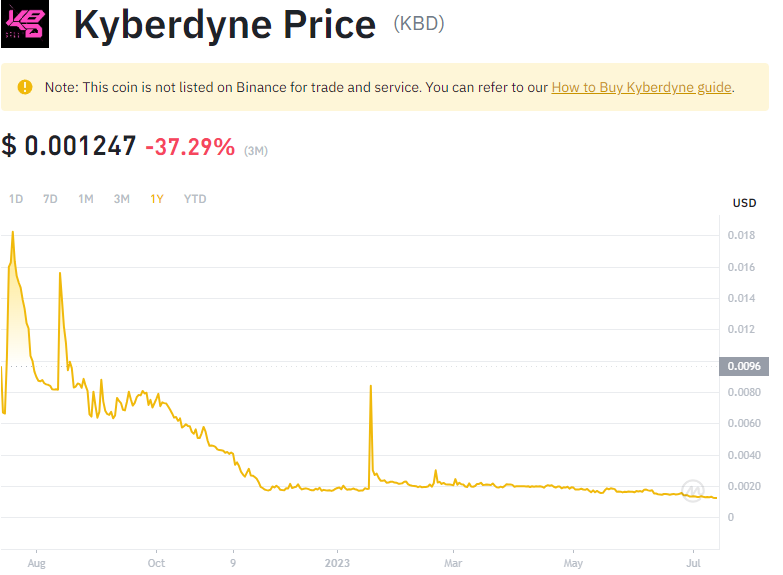 Kyberdyne Price (KBD)
Note: This coin is not listed on Binance for trade and service. You can refer to our How to Buy Kyberdyne guide.
$ 0.001247 -37.29% (3M)
1D 7D 1M 3M 1Y YTD
USD
0.018
0.016
0.014
0.012
0.0096
0.0080
0.0060
0.0040
0.0020
0
Aug Oct 9 2023 Mar May Jul